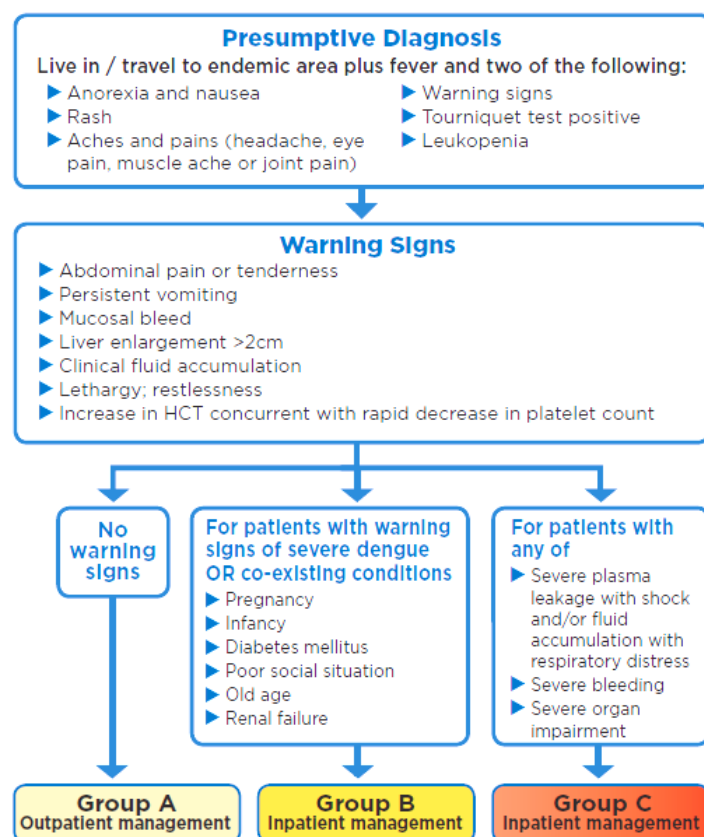 Presumptive Diagnosis
Live in / travel to endemic area plus fever and two of the following:
▶ Anorexia and nausea
▶ Rash
▶ Aches and pains (headache, eye
pain, muscle ache or joint pain)
▶ Warning signs
▶ Tourniquet test positive
▶ Leukopenia
Warning Signs
▶ Abdominal pain or tenderness
▶ Persistent vomiting
▶ Mucosal bleed
▶ Liver enlargement >2cm
▶ Clinical fluid accumulation
▶ Lethargy; restlessness
▶ Increase in HCT concurrent with rapid decrease in platelet count
No
warning
signs
For patients with warning
signs of severe dengue
OR co-existing conditions
▶ Pregnancy
▶ Infancy
▶ Diabetes mellitus
▶ Poor social situation
▶ Old age
▶ Renal failure
For patients with
any of
▶ Severe plasma
leakage with shock
and/or fluid
accumulation with
respiratory distress
▶ Severe bleeding
▶ Severe organ
impairment
Group A
Outpatient management
Group B
Inpatient management
Group C
Inpatient management